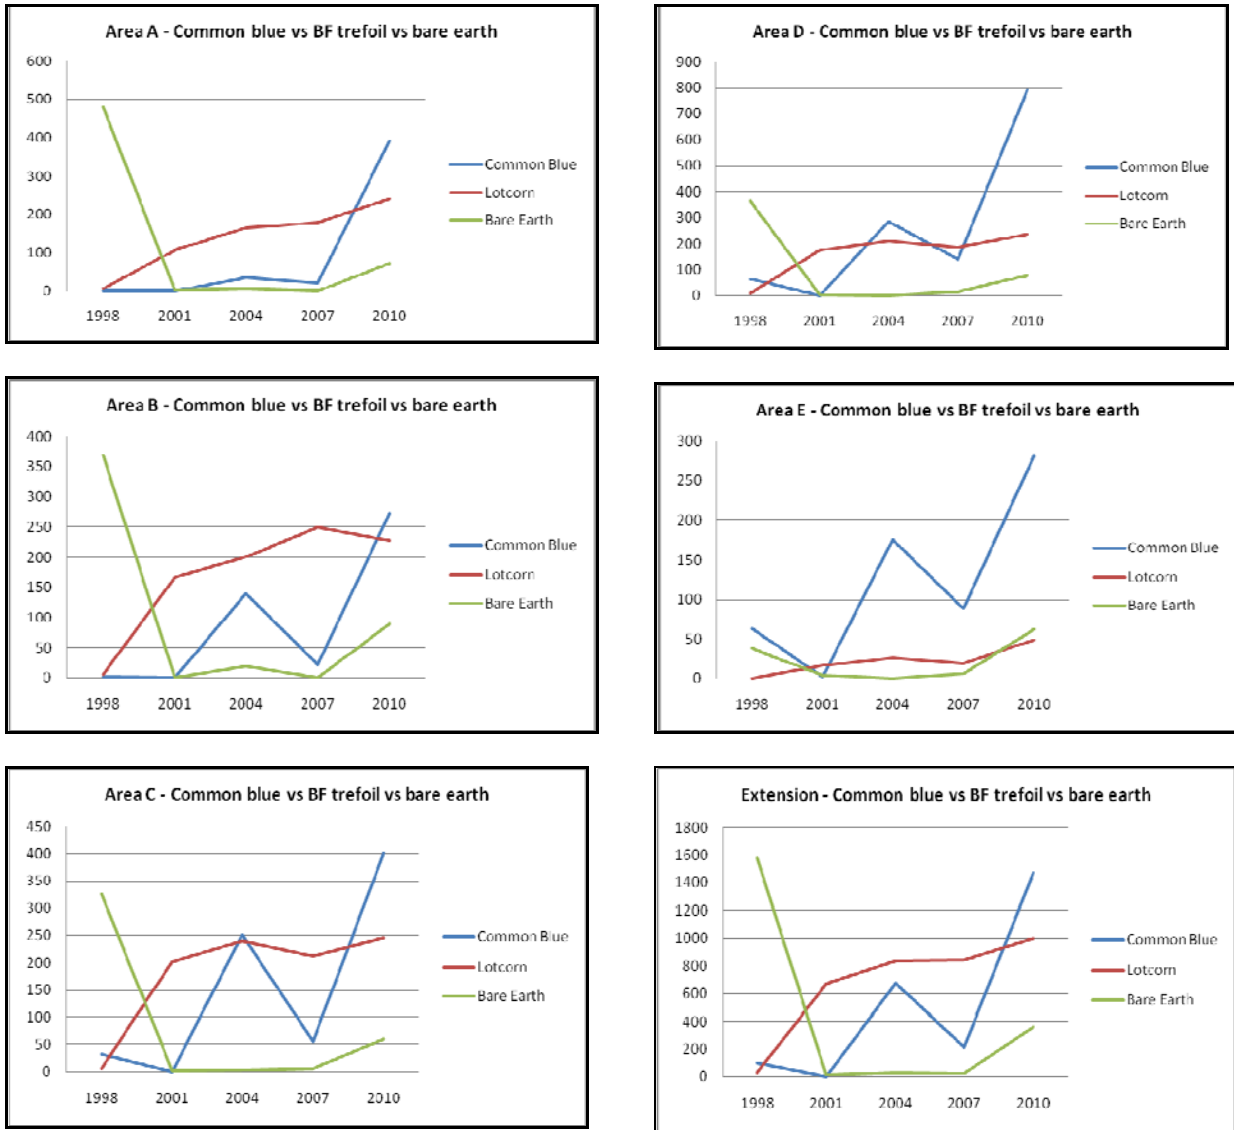 Area A - Common blue vs BF trefoil vs bare earth
600
500
400
300
200
100
0
1998 2001 2004 2007 2010
Common Blue
Lotcorn
Bare Earth
Area D - Common blue vs BF trefoil vs bare earth
900
800
700
600
500
400
300
200
100
0
1998 2001 2004 2007 2010
Common Blue
Lotcorn
Bare Earth
Area B - Common blue vs BF trefoil vs bare earth
400
350
300
250
200
150
100
50
0
1998 2001 2004 2007 2010
Common Blue
Lotcorn
Bare Earth
Area E - Common blue vs BF trefoil vs bare earth
300
250
200
150
100
50
0
1998 2001 2004 2007 2010
Common Blue
Lotcorn
Bare Earth
Area C - Common blue vs BF trefoil vs bare earth
450
400
350
300
250
200
150
100
50
0
1998 2001 2004 2007 2010
Common Blue
Lotcorn
Bare Earth
Extension - Common blue vs BF trefoil vs bare earth
1800
1600
1400
1200
1000
800
600
400
200
0
1998 2001 2004 2007 2010
Common Blue
Lotcorn
Bare Earth